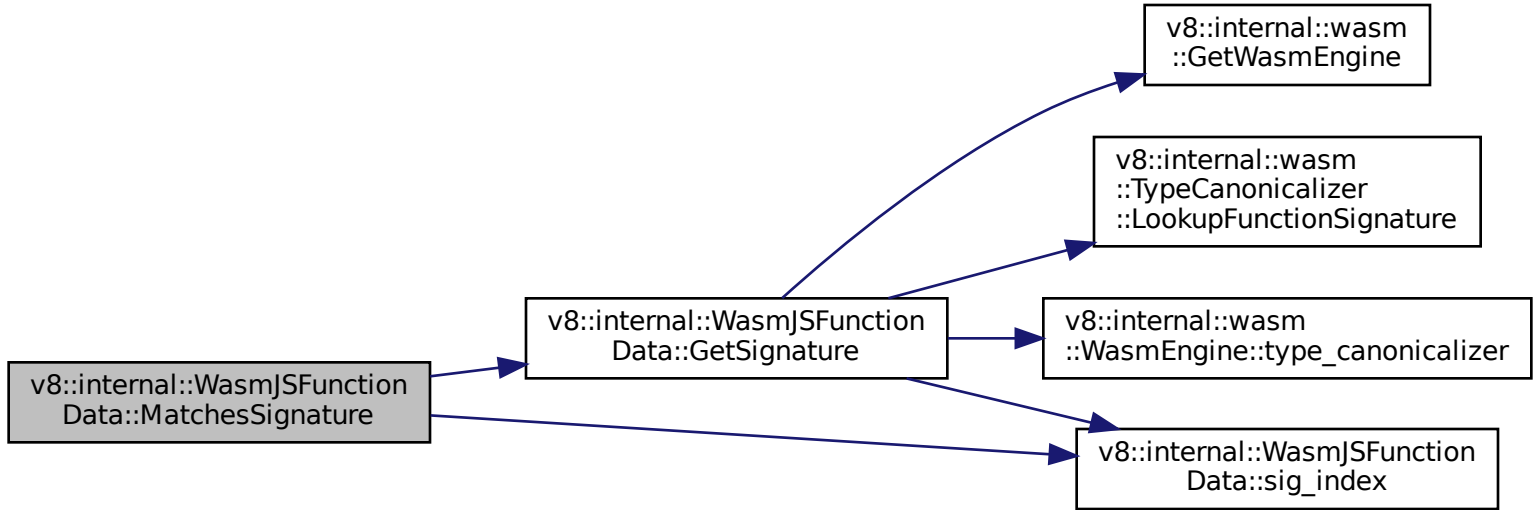 v8::internal::wasm
::GetWasmEngine
v8::internal::wasm
::TypeCanonicalizer
::LookupFunctionSignature
v8::internal::WasmJSFunction
Data::GetSignature
v8::internal::wasm
::WasmEngine::type_canonicalizer
v8::internal::WasmJSFunction
Data::MatchesSignature
v8::internal::WasmJSFunction
Data::sig_index